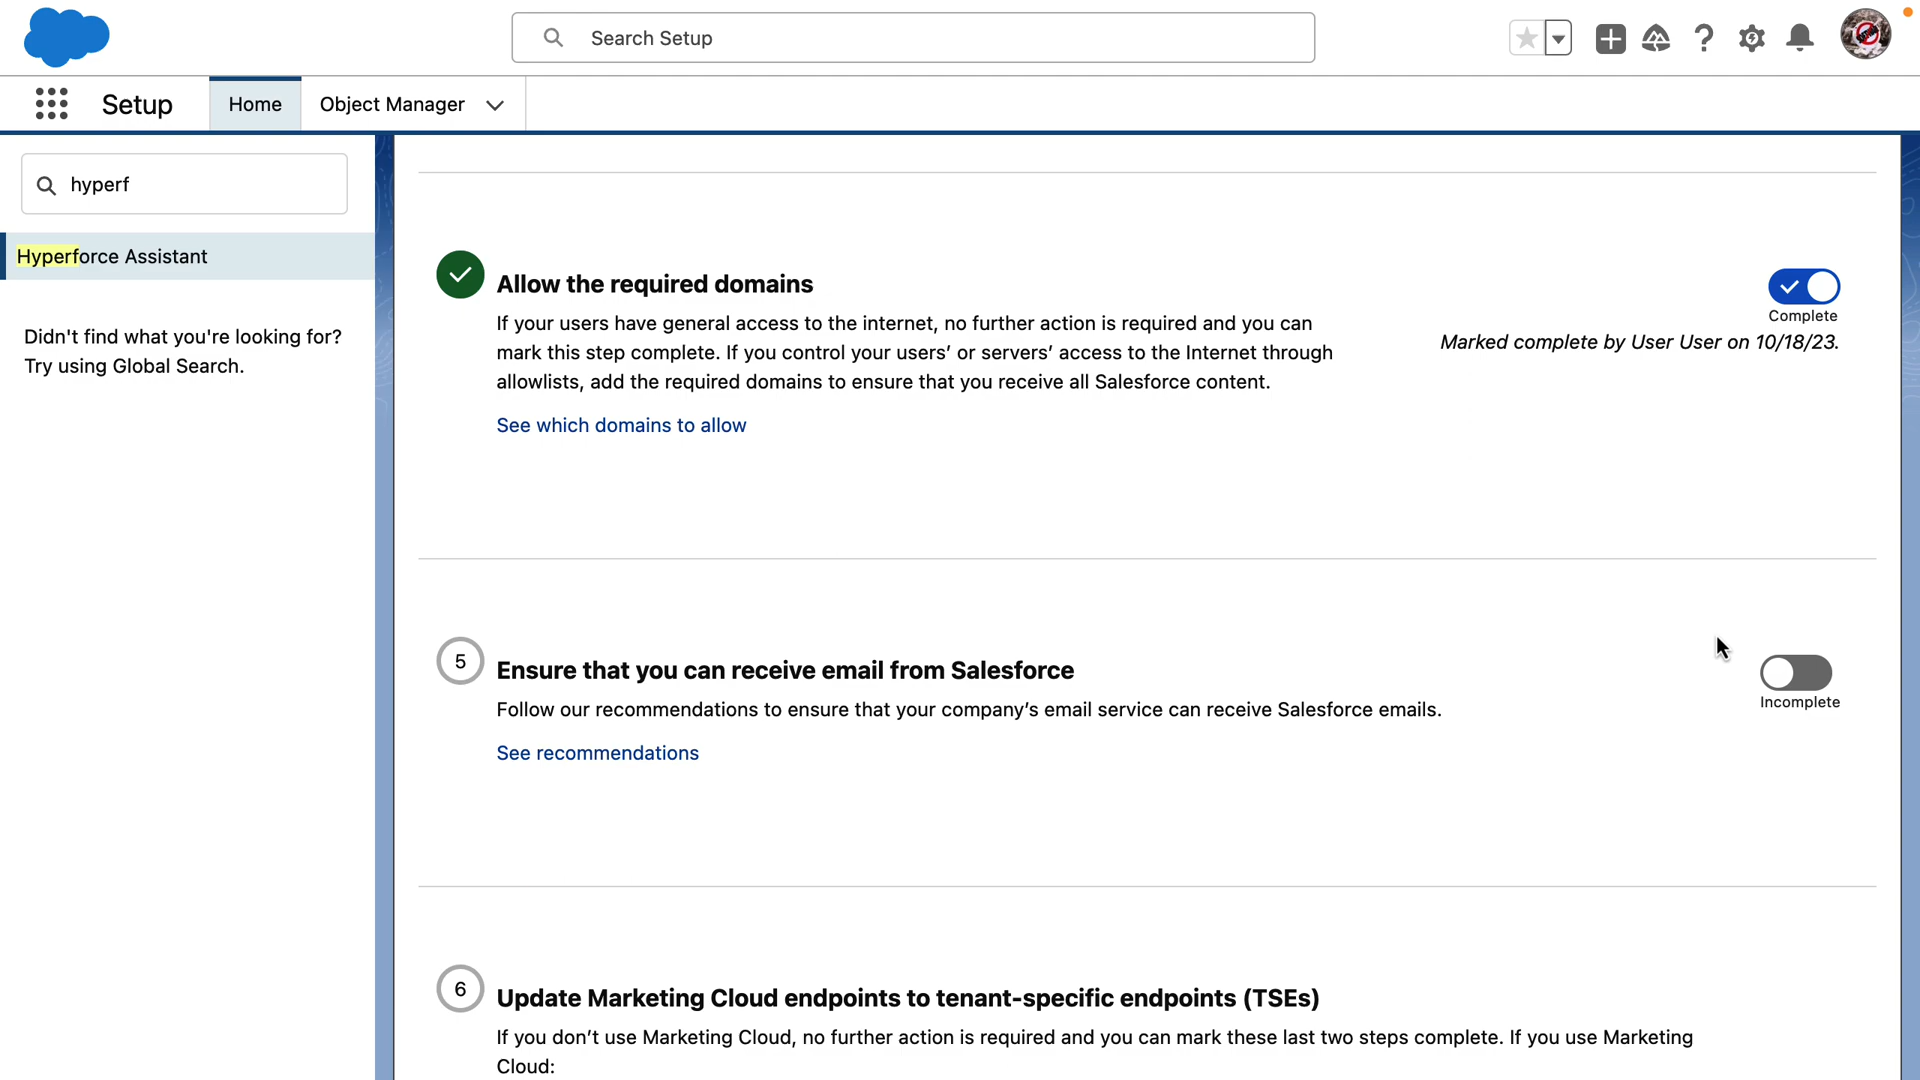 Search Setup
Setup
Home
Object Manager
hyperf
Hyperforce Assistant
Didn't find what you're looking for?
Try using Global Search.
Allow the required domains
If your users have general access to the internet, no further action is required and you can
mark this step complete. If you control your users’ or servers’ access to the Internet through
allowlists, add the required domains to ensure that you receive all Salesforce content.
See which domains to allow
Complete
Marked complete by User User on 10/18/23.
5
Ensure that you can receive email from Salesforce
Follow our recommendations to ensure that your company’s email service can receive Salesforce emails.
See recommendations
Incomplete
6
Update Marketing Cloud endpoints to tenant-specific endpoints (TSEs)
If you don’t use Marketing Cloud, no further action is required and you can mark these last two steps complete. If you use Marketing
Cloud: